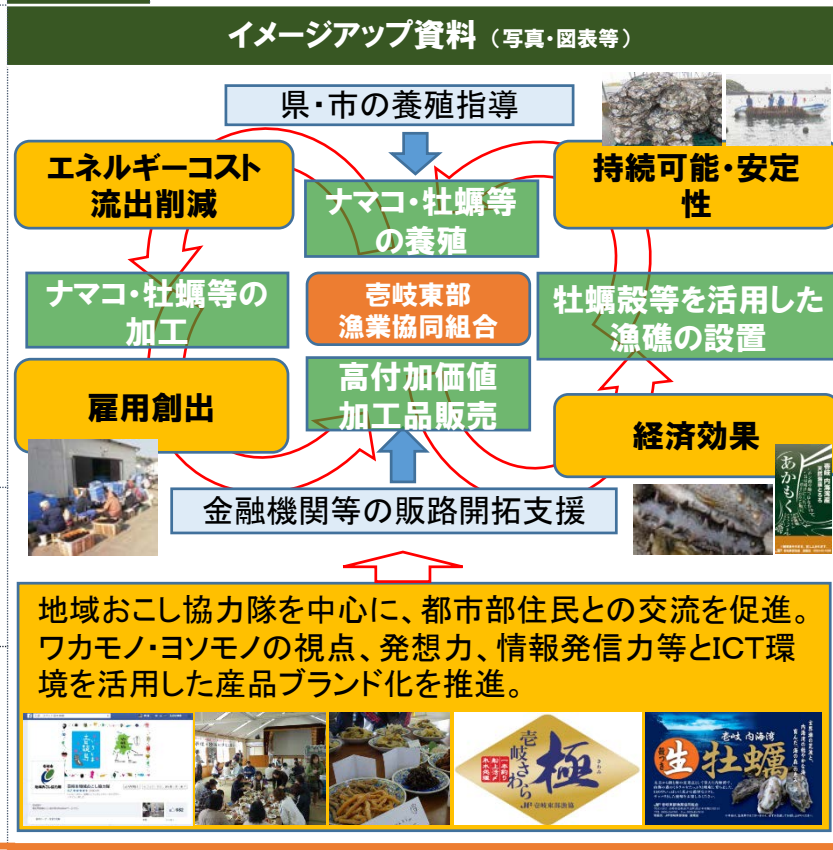 イメージアップ資料（写真・図表等）
県・市の養殖指導
エネルギーコスト
流出削減
持続可能・安定
性
ナマコ・牡蠣等
の養殖
ナマコ・牡蠣等の
加工
壱岐東部
漁業協同組合
牡蠣殻等を活用した
漁礁の設置
高付加価値
加工品販売
雇用創出
経済効果
あかもく
金融機関等の販路開拓支援
地域おこし協力隊を中心に、都市部住民との交流を促進。
ワカモノ・ヨソモノの視点、発想力、情報発信力等とICT環
境を活用した産品ブランド化を推進。
壱岐さわら
極
壱岐東部漁協
壱岐 内海湾
殻つき
生牡蠣